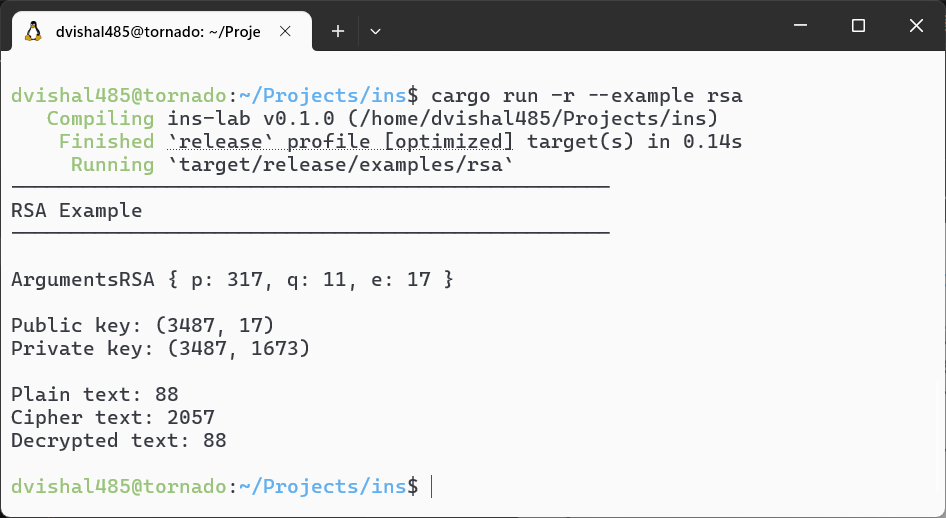 dvishal485@tornado: ~/Proje
dvishal485@tornado:~/Projects/ins$ cargo run -r --example rsa
Compiling ins-lab v0.1.0 (/home/dvishal485/Projects/ins)
Finished `release` profile [optimized] target(s) in 0.14s
Running `target/release/examples/rsa`
RSA Example
ArgumentsRSA { p: 317, q: 11, e: 17 }
Public key: (3487, 17)
Private key: (3487, 1673)
Plain text: 88
Cipher text: 2057
Decrypted text: 88
dvishal485@tornado:~/Projects/ins$